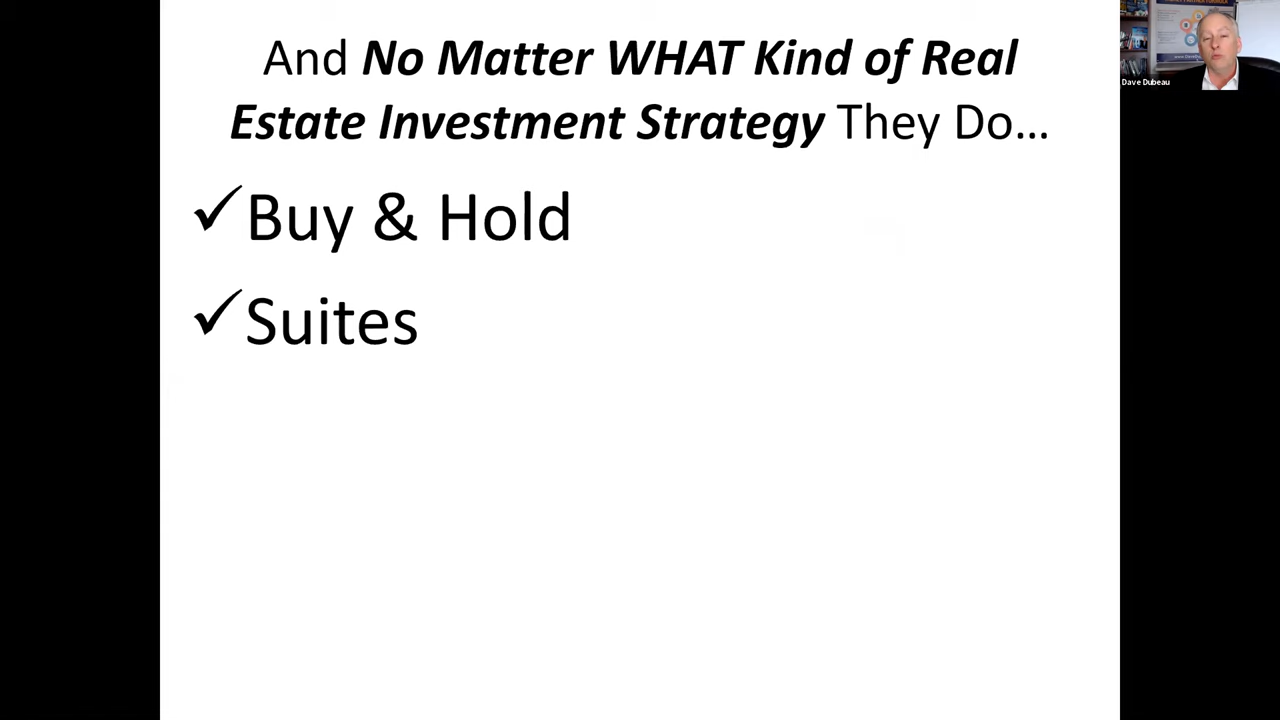 And No Matter WHAT Kind of Real
Estate Investment Strategy They Do…
✓Buy & Hold
✓Suites
Dave Dubeau